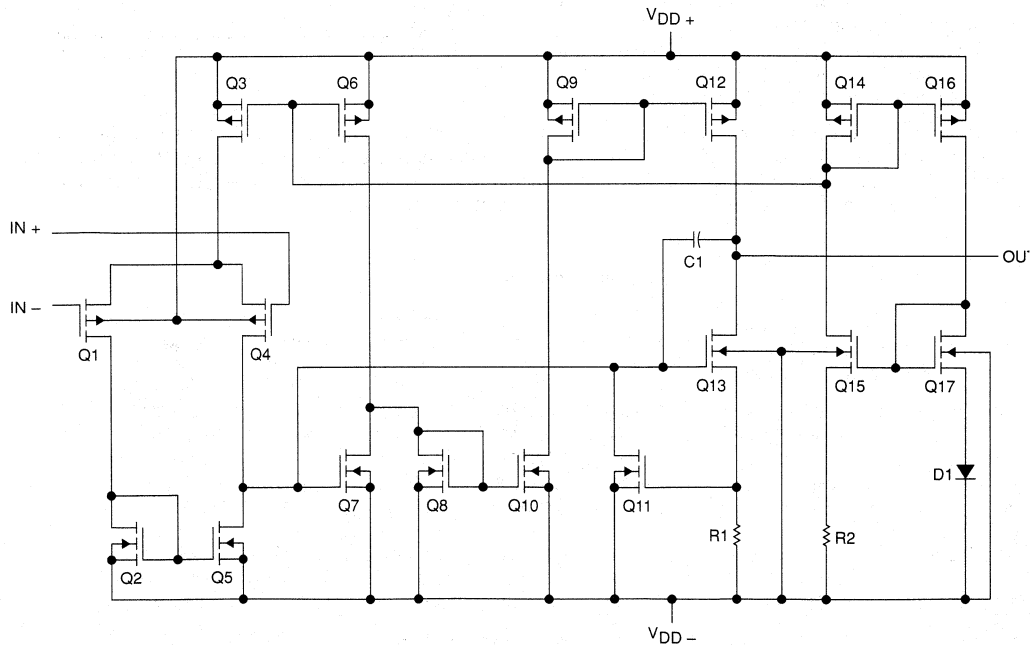 VDD +
Q3
Q6
Q9
Q12
Q14
Q16
IN +
IN –
C1
OUT
Q1
Q4
Q13
Q15
Q17
D1
Q7
Q8
Q10
Q11
R1
R2
Q2
Q5
VDD –